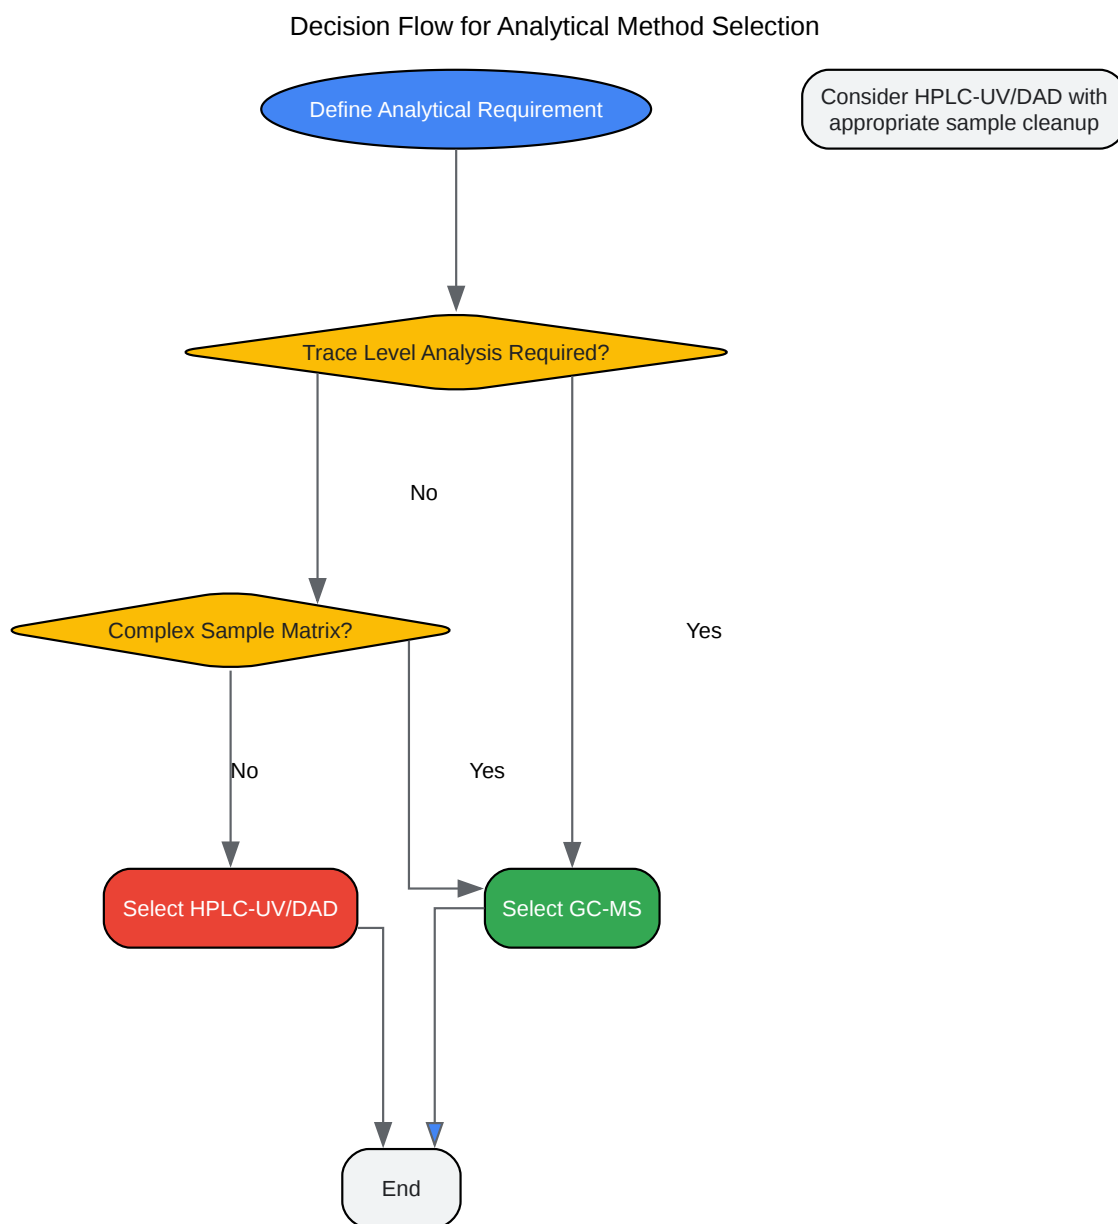 Decision Flow for Analytical Method Selection
Define Analytical Requirement
Consider HPLC-UV/DAD with
appropriate sample cleanup
Trace Level Analysis Required?
No
Complex Sample Matrix?
Yes
No
Yes
Select HPLC-UV/DAD
Select GC-MS
End